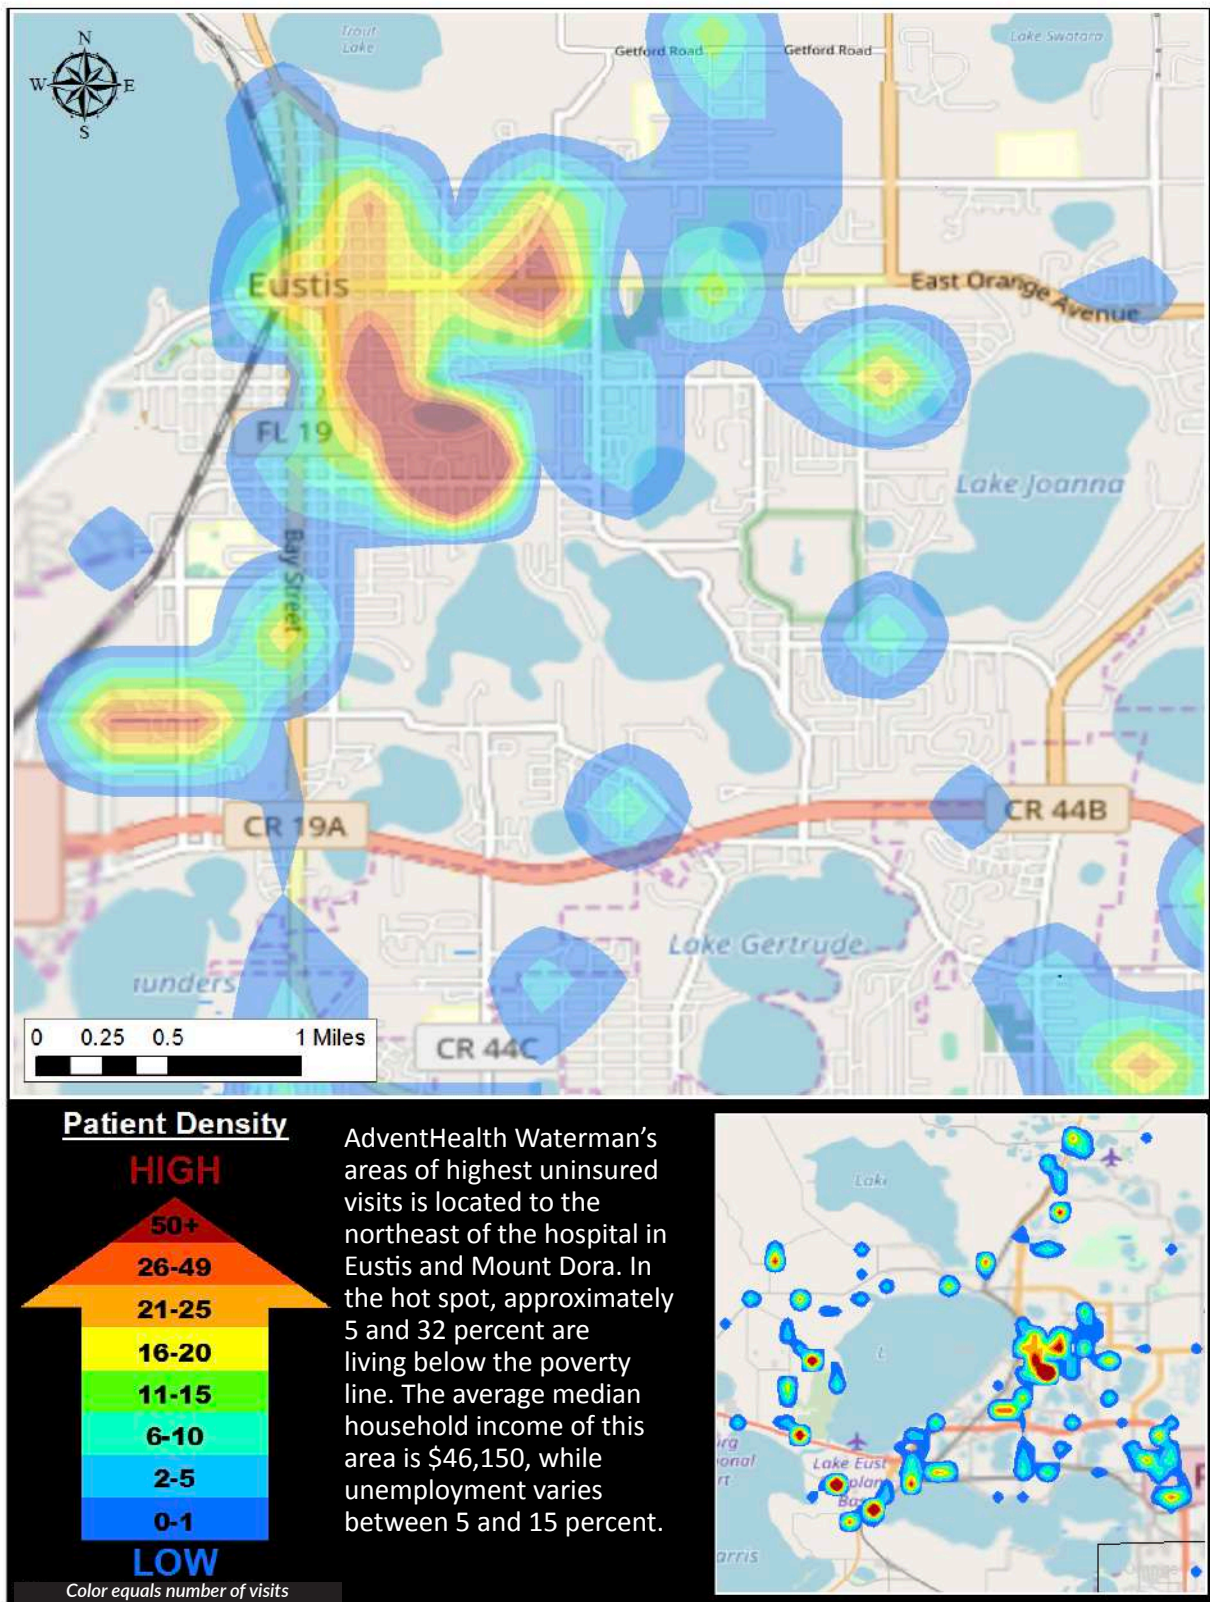 N
W E
S
Trout
Lake
Getford Road
Getford Road
Lake Swatara
Eustis
East Orange Avenue
FL 19
Lake Joanna
Bay Street
CR 19A
CR 44B
Lake Gertrude
aunders
CR 44C
0 0.25 0.5 1 Miles
Patient Density
HIGH
50+
26-49
21-25
16-20
11-15
6-10
2-5
0-1
LOW
Color equals number of visits
AdventHealth Waterman’s
areas of highest uninsured
visits is located to the
northeast of the hospital in
Eustis and Mount Dora. In
the hot spot, approximately
5 and 32 percent are
living below the poverty
line. The average median
household income of this
area is $46,150, while
unemployment varies
between 5 and 15 percent.
Lake
L
Lake Eust